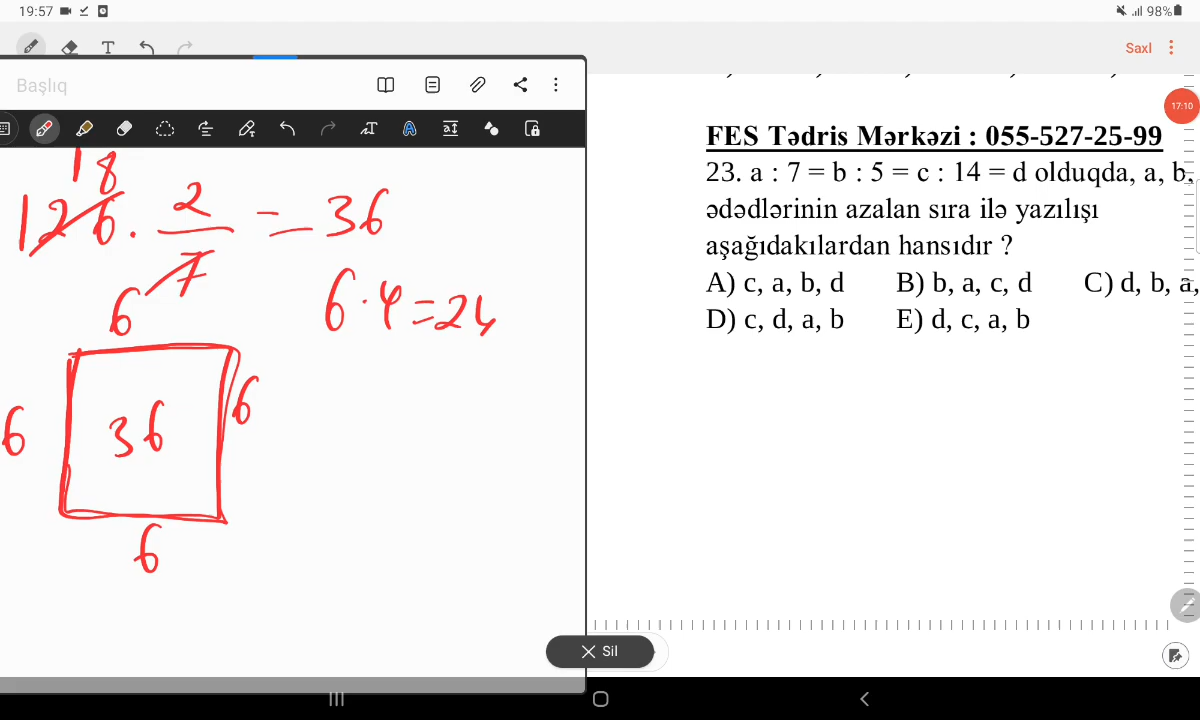 19:57
98%
Saxl
Başlıq
17:10
18
126 · 2/7 = 36
6
6 · 4 = 24
6
36
6
6
FES Tədris Mərkəzi : 055-527-25-99
23. a : 7 = b : 5 = c : 14 = d olduqda, a, b,
ədədlərinin azalan sıra ilə yazılışı
aşağıdakılardan hansıdır ?
A) c, a, b, d B) b, a, c, d C) d, b, a,
D) c, d, a, b E) d, c, a, b
Sil